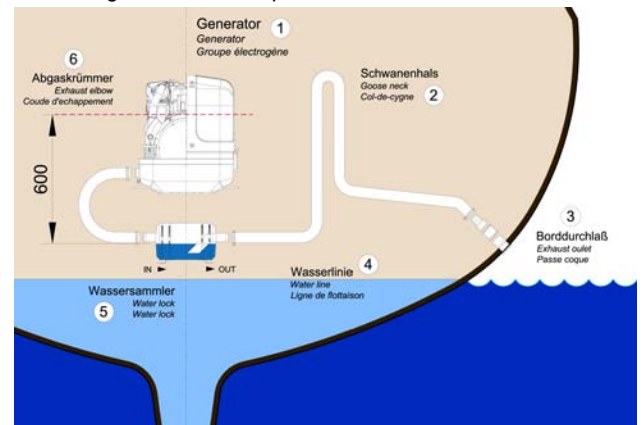 Generator 1
Generator
Groupe électrogéne
6
Abgaskrümmer
Exhaust elbow
Coude d'echappement
Schwanenhals
Goose neck
Col-de-cygne 2
600
3
Borddurchlaß
Exhaust oulet
Passe coque
IN OUT
Wasserlinie 4
Water line
Ligne de flottaison
Wassersammler
Water lock
Water lock
5